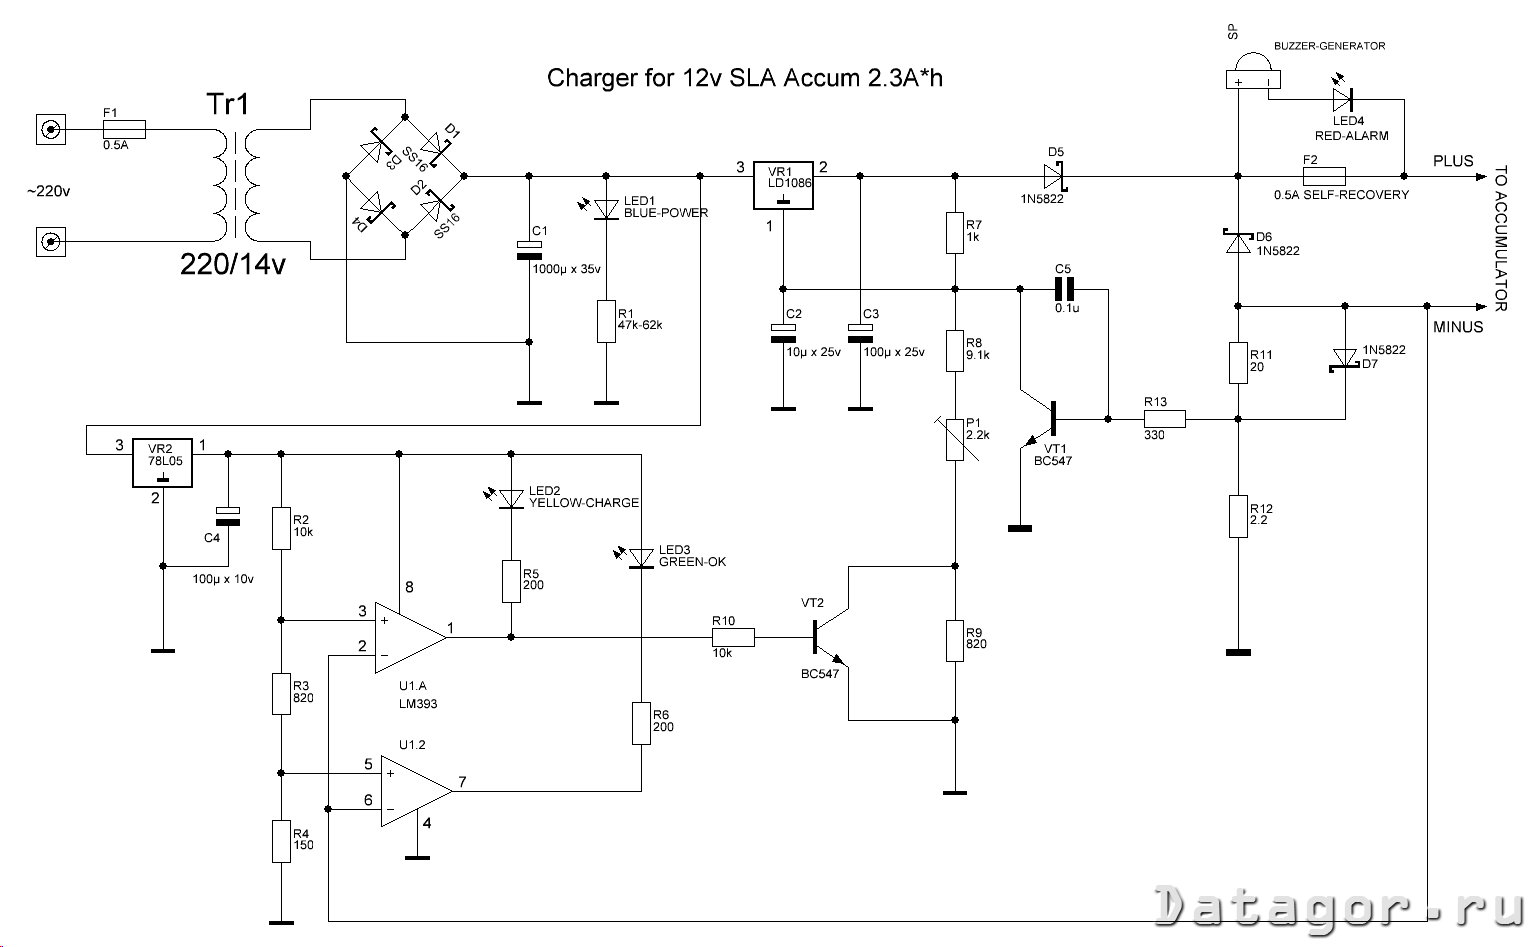 Charger for 12v SLA Accum 2.3A*h
SP
BUZZER-GENERATOR
+ –
LED4
RED-ALARM
F1
0.5A
Tr1
~220v
220/14v
D3
D1
SS16
D4
D2
SS16
C1
1000µ x 35v
LED1
BLUE-POWER
R1
47k-62k
3
VR1
LD1086
2
1
D5
1N5822
F2
0.5A SELF-RECOVERY
PLUS
TO ACCUMULATOR
MINUS
R7
1k
D6
1N5822
C5
0.1u
C2
10µ x 25v
C3
100µ x 25v
R8
9.1k
P1
2.2k
R11
20
1N5822
D7
R13
330
VT1
BC547
R12
2.2
3
VR2
78L05
1
2
C4
100µ x 10v
R2
10k
LED2
YELLOW-CHARGE
LED3
GREEN-OK
R5
200
8
3
+
2
–
1
U1.A
LM393
R10
10k
VT2
BC547
R9
820
R3
820
R6
200
U1.2
5
+
6
–
7
4
R4
150
Datagor.ru